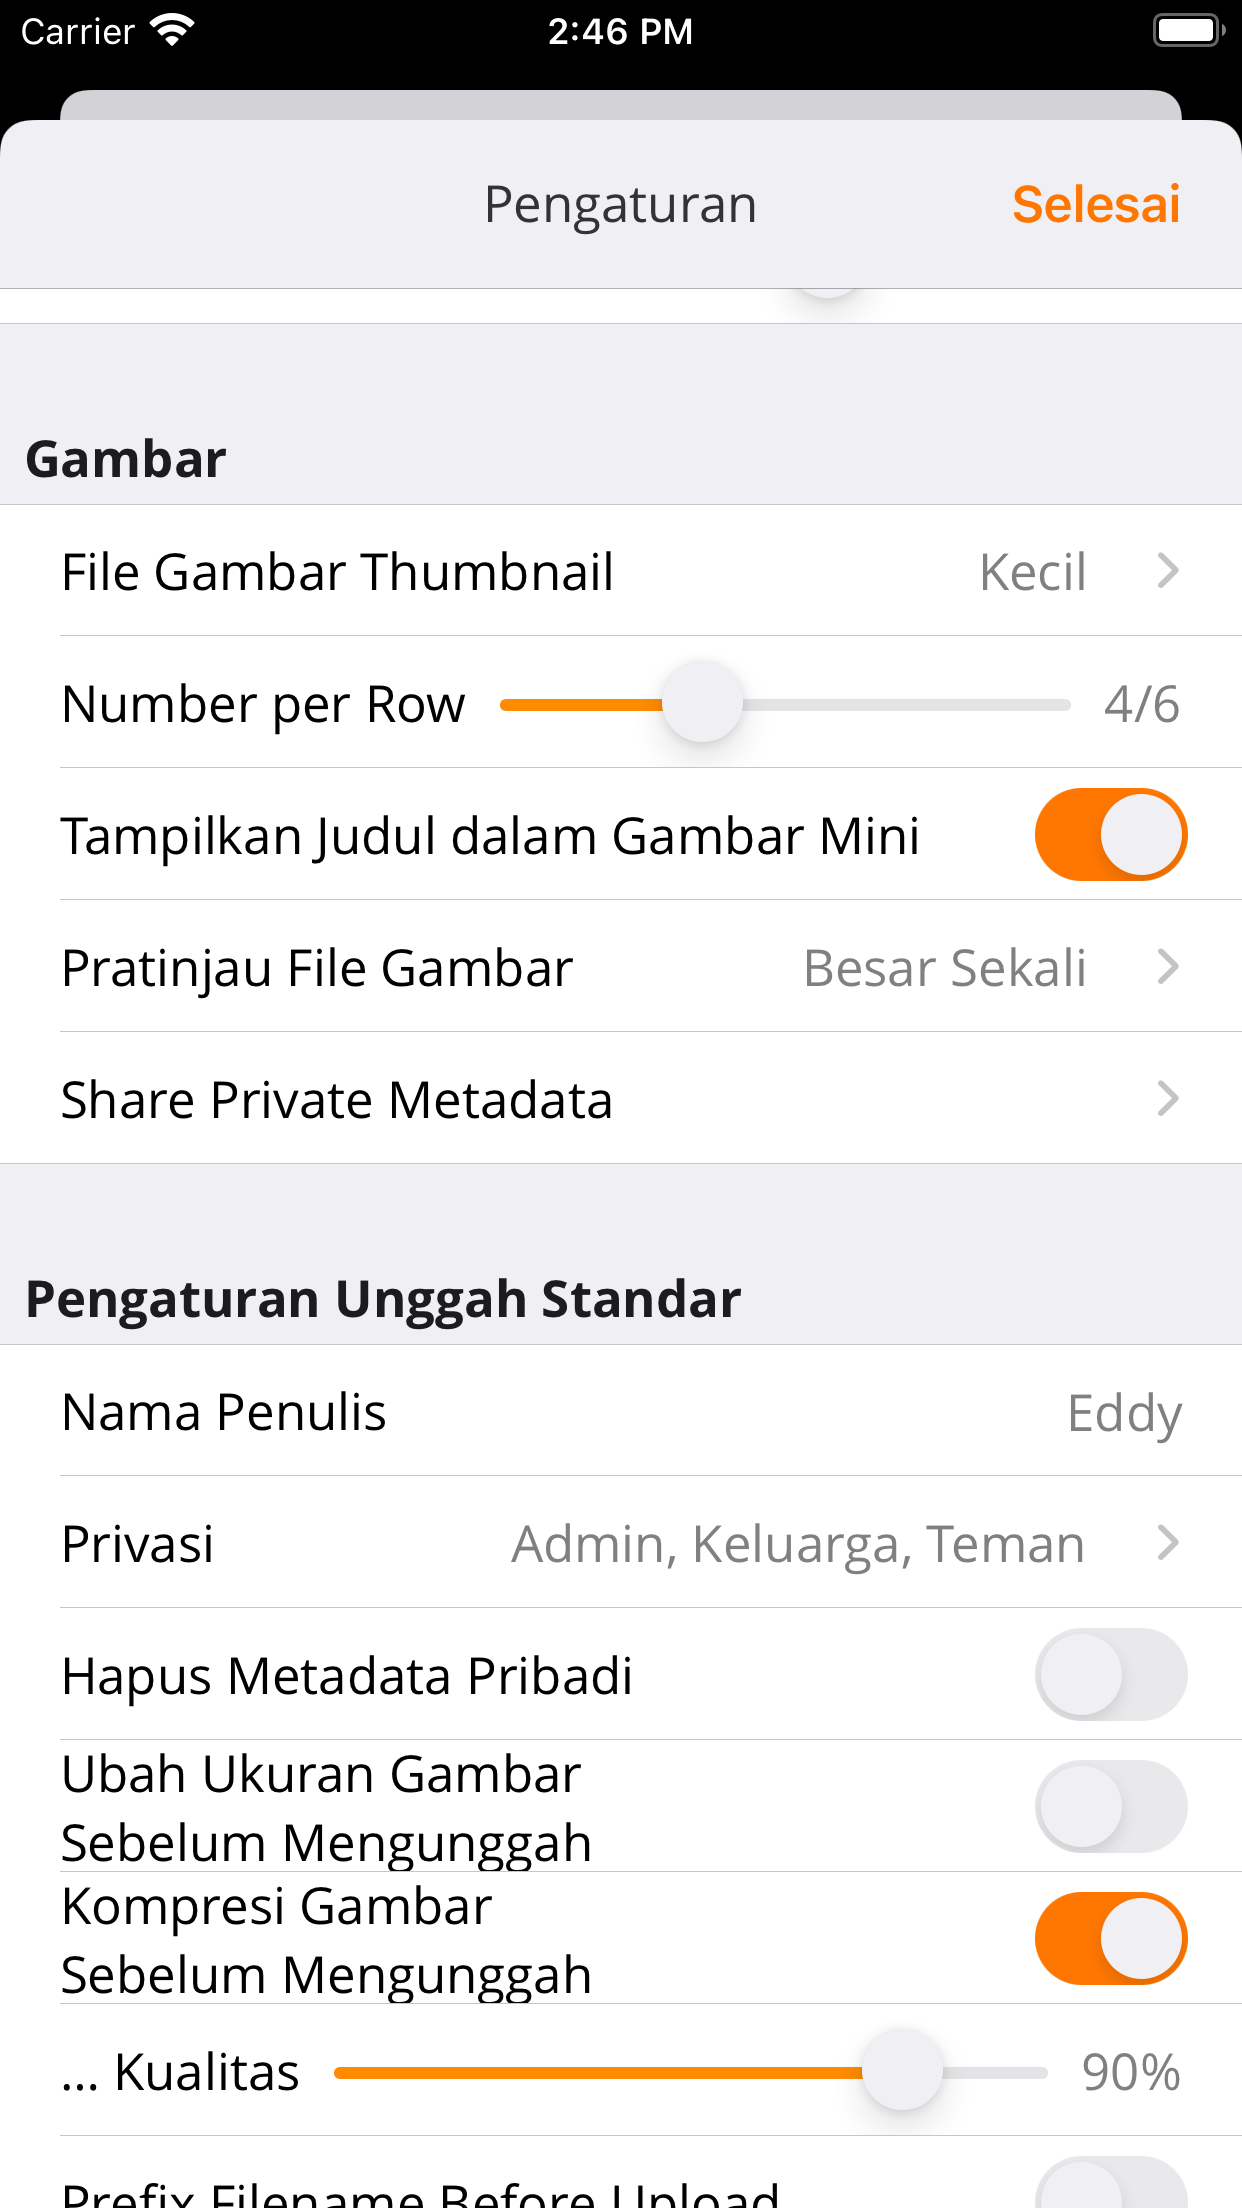 Carrier 2:46 PM
Pengaturan Selesai
Gambar
File Gambar Thumbnail Kecil
Number per Row 4/6
Tampilkan Judul dalam Gambar Mini
Pratinjau File Gambar Besar Sekali
Share Private Metadata
Pengaturan Unggah Standar
Nama Penulis Eddy
Privasi Admin, Keluarga, Teman
Hapus Metadata Pribadi
Ubah Ukuran Gambar
Sebelum Mengunggah
Kompresi Gambar
Sebelum Mengunggah
... Kualitas 90%
Prefix Filename Before Upload